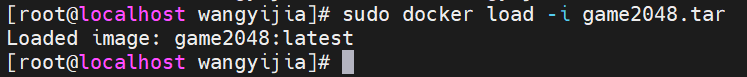 [root@localhost wangyijia]# sudo docker load -i game2048.tar
Loaded image: game2048:latest
[root@localhost wangyijia]#